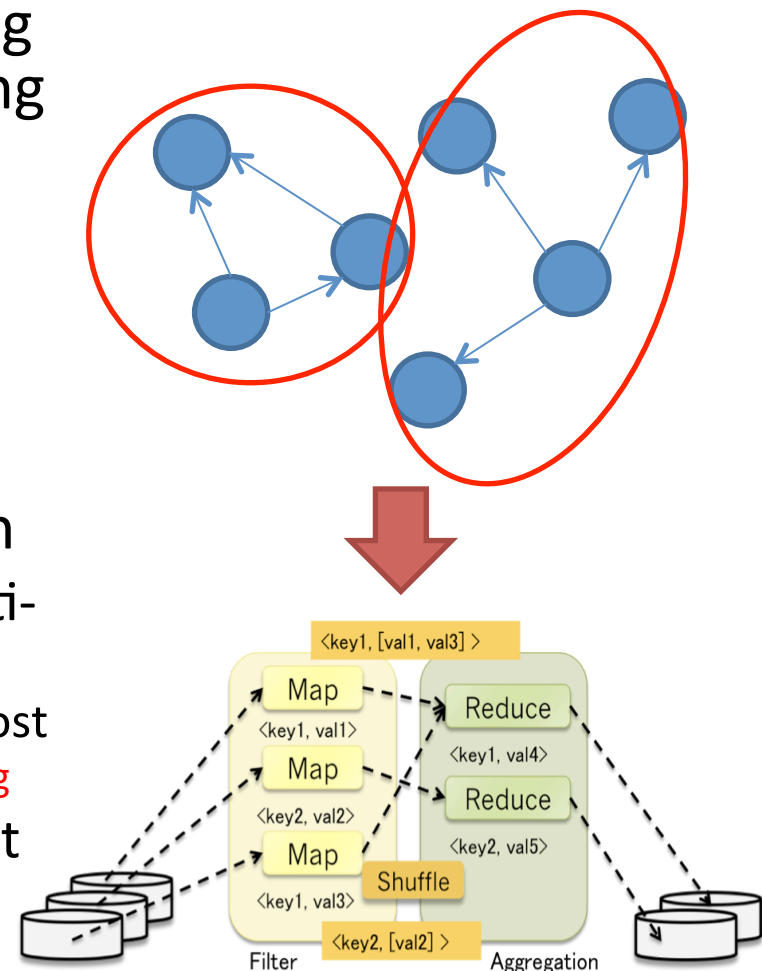 g
ng
n
ti-
ost
g
t
<key1, [val1, val3] >
Map
<key1, val1>
Map
<key2, val2>
Map
<key1, val3>
Reduce
<key1, val4>
Reduce
<key2, val5>
Shuffle
<key2, [val2] >
Filter
Aggregation